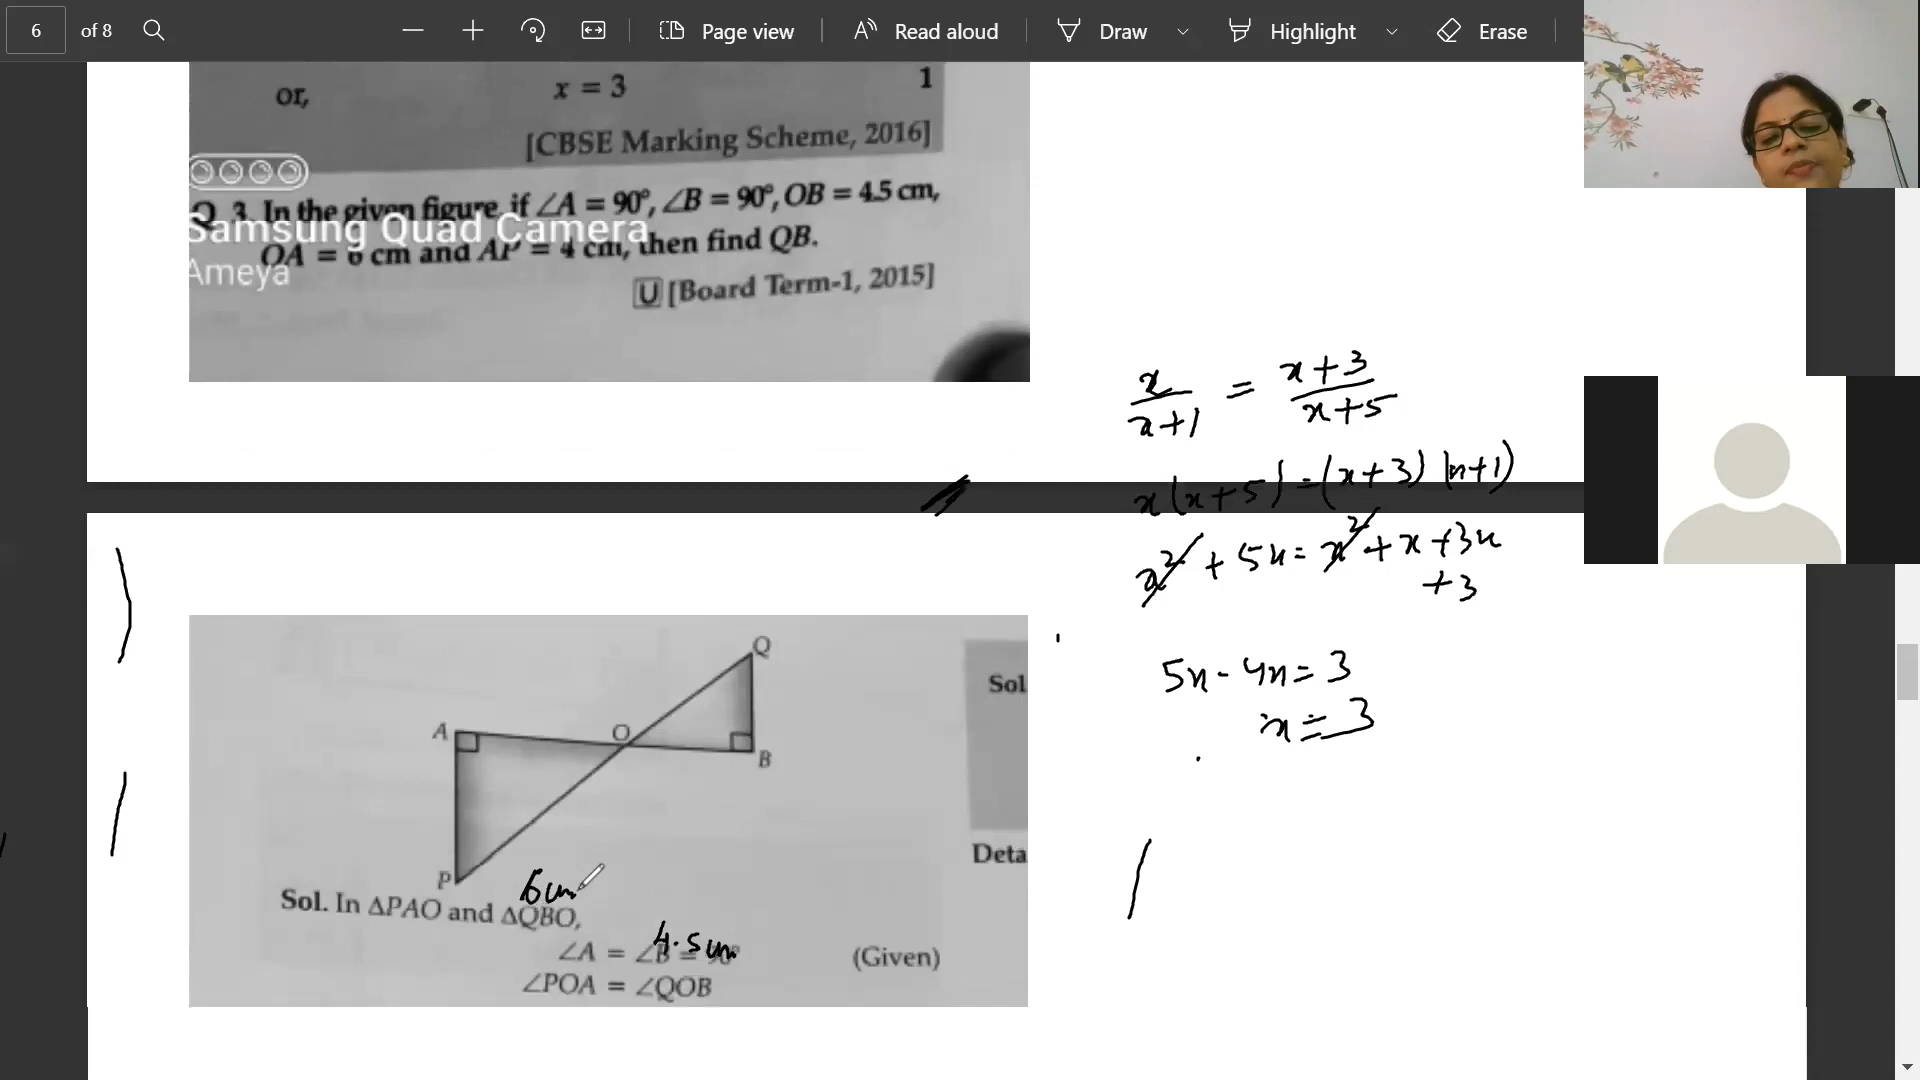 6 of 8 Page view Read aloud Draw Highlight Erase
or, x = 3 1
[CBSE Marking Scheme, 2016]
Q. 3. In the given figure, if ∠A = 90°, ∠B = 90°, OB = 4.5 cm,
OA = 6 cm and AP = 4 cm, then find QB.
Samsung Quad Camera
Ameya
U [Board Term-1, 2015]
x/x+1 = x+3/x+5
x(x+5) = (x+3)(x+1)
x² + 5x = x² + x + 3x
+3
5x - 4x = 3
x = 3
Q
A
O
B
P
Sol
Deta
6cm
Sol. In ΔPAO and ΔQBO,
4.5cm
∠A = ∠B = 90° (Given)
∠POA = ∠QOB